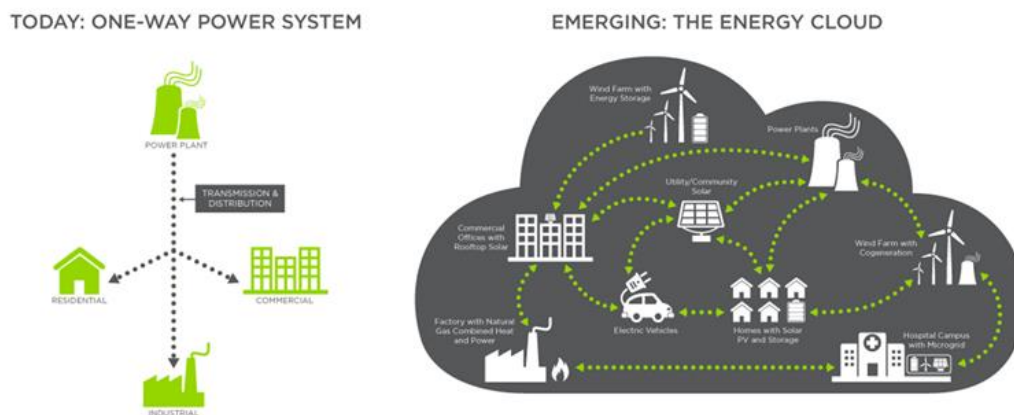 TODAY: ONE-WAY POWER SYSTEM
POWER PLANT
TRANSMISSION &
DISTRIBUTION
RESIDENTIAL
COMMERCIAL
INDUSTRIAL
EMERGING: THE ENERGY CLOUD
Wind Farm with
Energy Storage
Power Plants
Utility/Community
Solar
Commercial
Offices with
Rooftop Solar
Wind Farm with
Cogeneration
Electric Vehicles
Homes with Solar
PV and Storage
Factory with Natural
Gas Combined Heat
and Power
Hospital Campus
with Microgrid